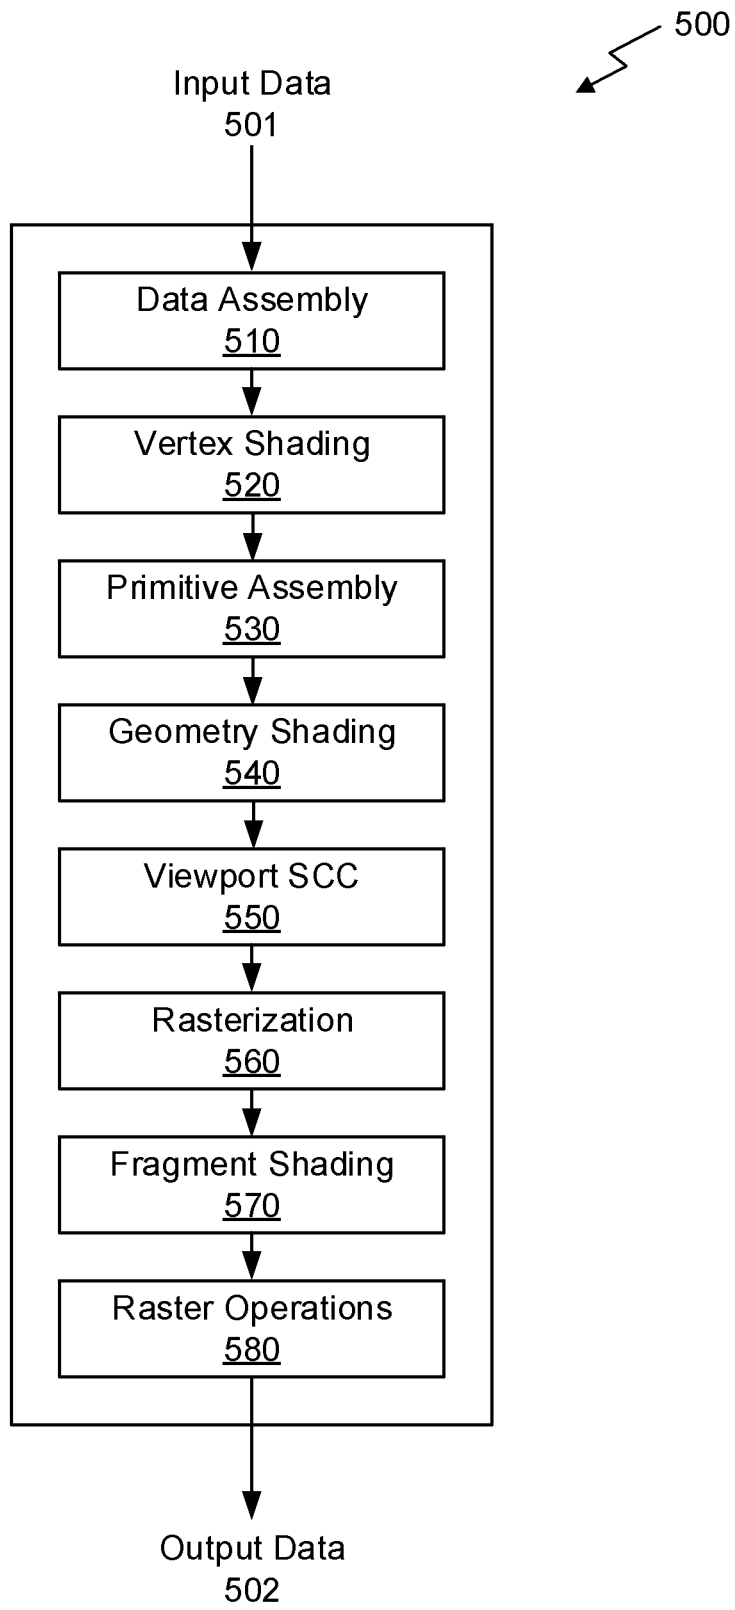 500
Input Data
501
Data Assembly
510
Vertex Shading
520
Primitive Assembly
530
Geometry Shading
540
Viewport SCC
550
Rasterization
560
Fragment Shading
570
Raster Operations
580
Output Data
502